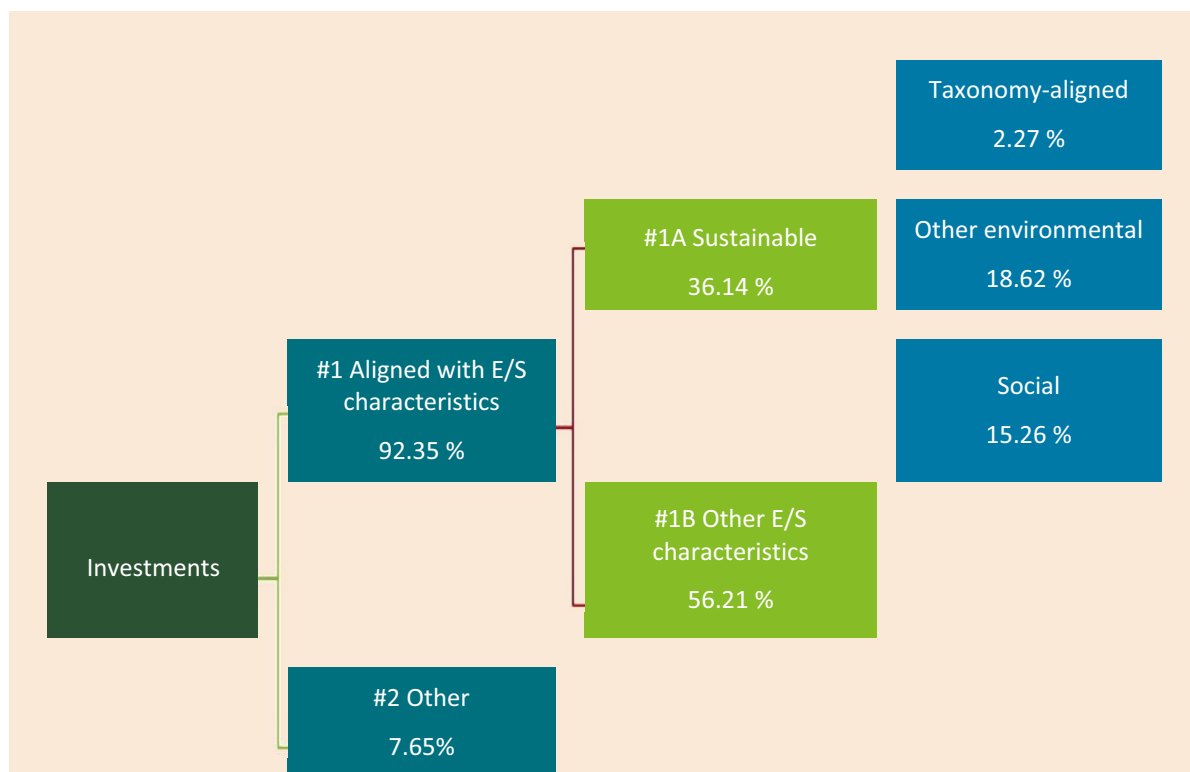 Taxonomy-aligned
2.27 %
#1A Sustainable
36.14 %
Other environmental
18.62 %
#1 Aligned with E/S
characteristics
92.35 %
Social
15.26 %
Investments
#1B Other E/S
characteristics
56.21 %
#2 Other
7.65%